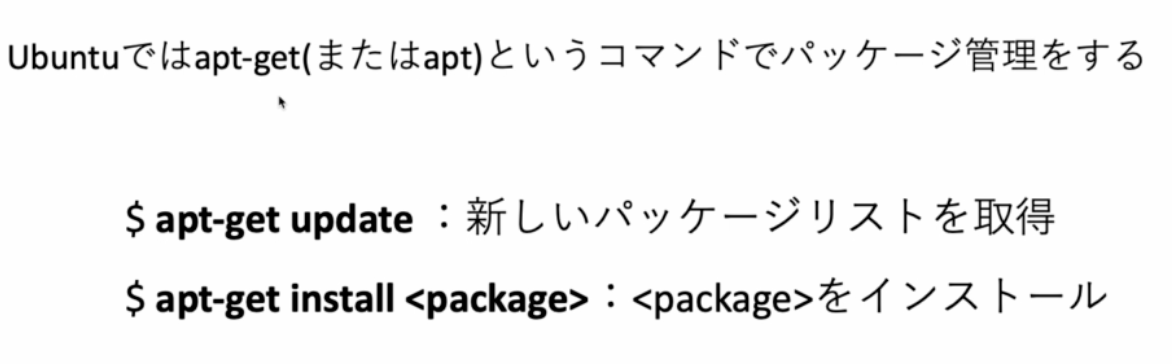 Ubuntuではapt-get(またはapt)というコマンドでパッケージ管理をする
$ apt-get update ：新しいパッケージリストを取得
$ apt-get install <package>：<package>をインストール